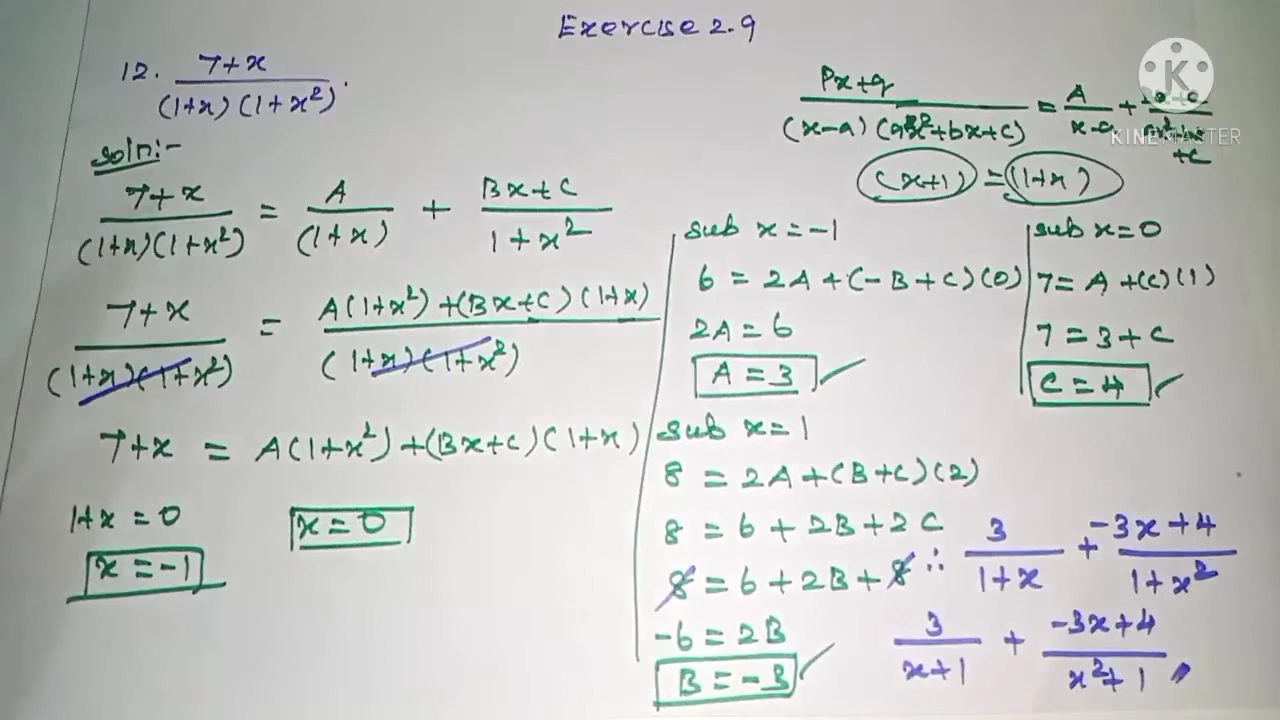 Exercise 2.9
12. 7+x / (1+x)(1+x²).
Soln:-
7+x / (1+x)(1+x²) = A / (1+x) + Bx+C / 1+x²
7+x / (1+x)(1+x²) = A(1+x²)+(Bx+C)(1+x) / (1+x)(1+x²)
7+x = A(1+x²)+(Bx+C)(1+x)
1+x=0
x=-1
x=0
Px+q / (x-a)(ax²+bx+c) = A / x-a +
(x+1) = (1+x)
K
KINEMASTER
Sub x=-1
6 = 2A+(-B+C)(0)
2A=6
A=3
Sub x=0
7=A+(C)(1)
7=3+C
C=4
Sub x=1
8 = 2A+(B+C)(2)
8 = 6+2B+2C
8 = 6+2B+8
-6=2B
B=-3
∴ 3 / 1+x + -3x+4 / 1+x²
3 / x+1 + -3x+4 / x²+1